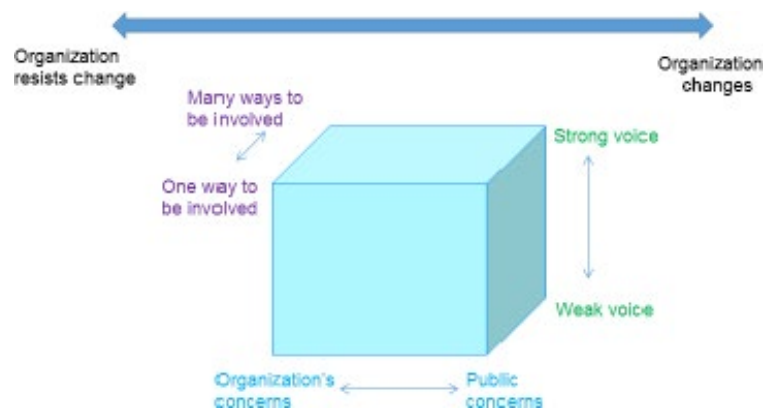 Organization
resists change
Organization
changes
Many ways to
be involved
One way to
be involved
Strong voice
Weak voice
Organization's
concerns
Public
concerns